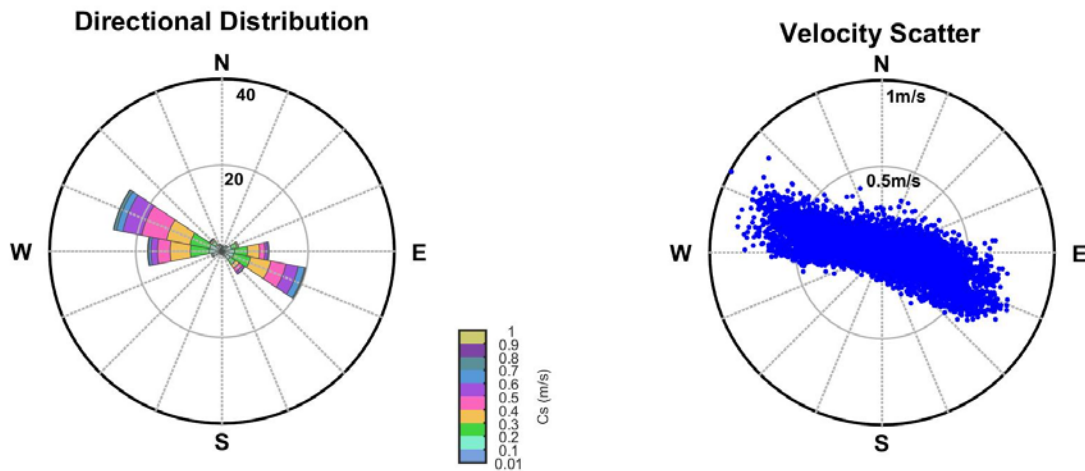 Directional Distribution
N
40
20
W
E
S
1
0.9
0.8
0.7
0.6
0.5
0.4
0.3
0.2
0.1
0.01
Cs (m/s)
Velocity Scatter
N
1m/s
0.5m/s
W
E
S